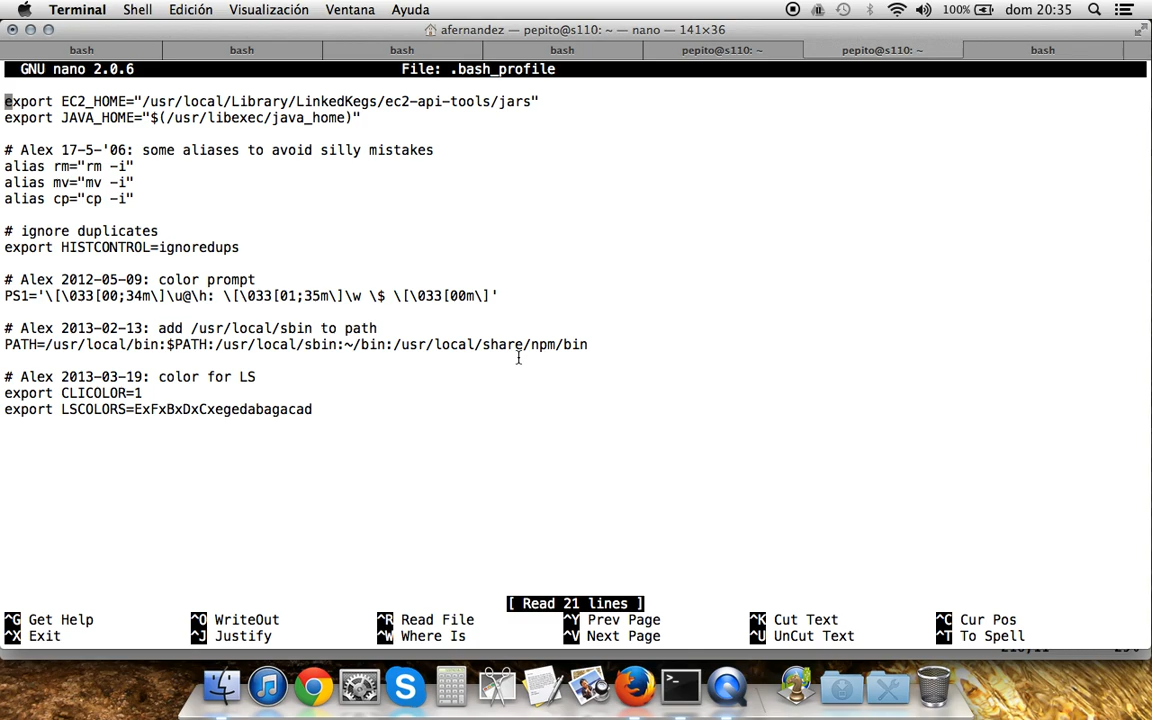 Terminal Shell Edición Visualización Ventana Ayuda 100% dom 20:35
afernandez — pepito@s110: ~ — nano — 141×36
bash bash bash bash pepito@s110: ~ pepito@s110: ~ bash
GNU nano 2.0.6 File: .bash_profile
export EC2_HOME="/usr/local/Library/LinkedKegs/ec2-api-tools/jars"
export JAVA_HOME="$(/usr/libexec/java_home)"
# Alex 17-5-'06: some aliases to avoid silly mistakes
alias rm="rm -i"
alias mv="mv -i"
alias cp="cp -i"
# ignore duplicates
export HISTCONTROL=ignoredups
# Alex 2012-05-09: color prompt
PS1='\[\033[00;34m\]\u@\h: \[\033[01;35m\]\w \$ \[\033[00m\]'
# Alex 2013-02-13: add /usr/local/sbin to path
PATH=/usr/local/bin:$PATH:/usr/local/sbin:~/bin:/usr/local/share/npm/bin
# Alex 2013-03-19: color for LS
export CLICOLOR=1
export LSCOLORS=ExFxBxDxCxegedabagacad
[ Read 21 lines ]
^G Get Help ^O WriteOut ^R Read File ^Y Prev Page ^K Cut Text ^C Cur Pos
^X Exit ^J Justify ^W Where Is ^V Next Page ^U UnCut Text ^T To Spell